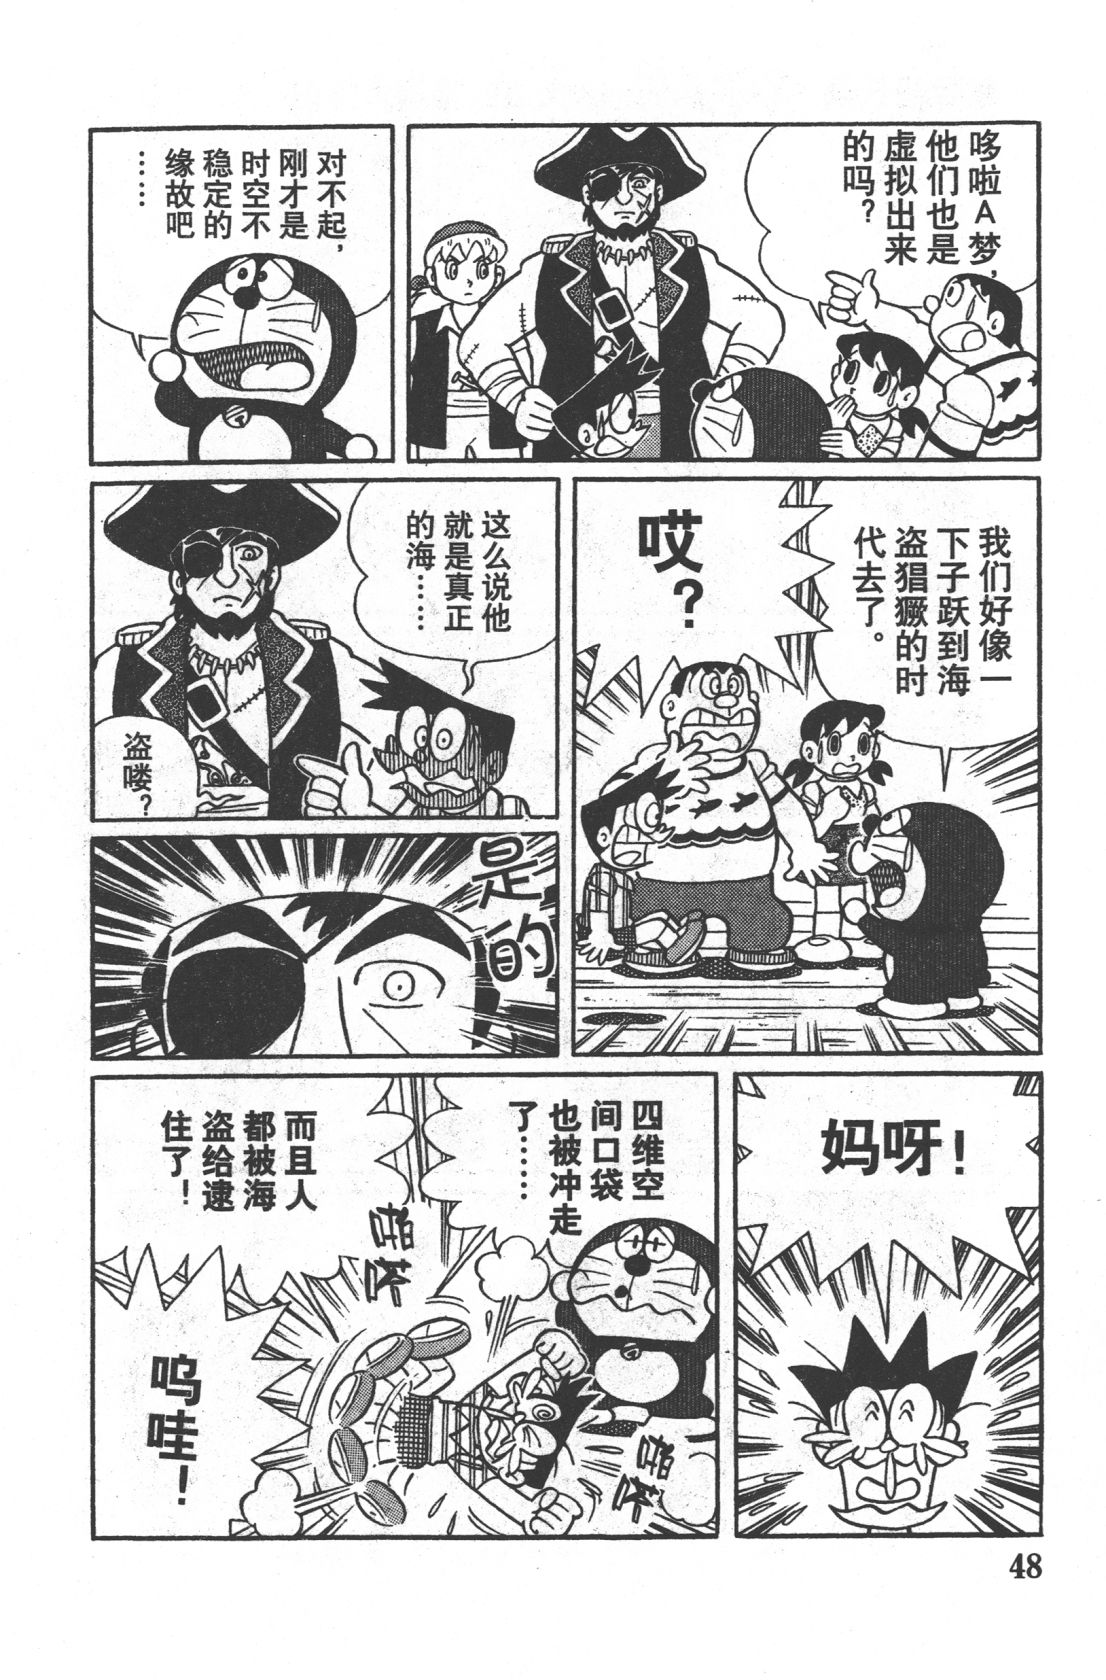 哆啦A梦，
他们也是
虚拟出来
的吗？
对不起，
刚才是
时空不
稳定的
缘故吧
……
我们好像一
下子跃到海
盗猖獗的时
代去了。
哎？
这么说他
就是真正
的海……
盗喽？
是的
妈呀！
四维空
间口袋
也被冲走
了……
而且人
都被海
盗给逮
住了！
呜哇！
48